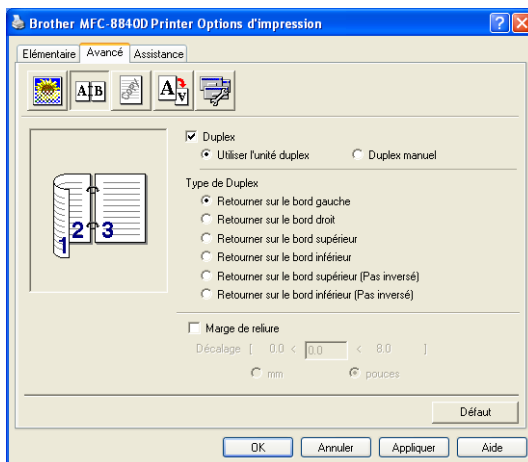 Brother MFC-8840D Printer Options d'impression
Elémentaire Avancé Assistance
A B A A
Duplex
Utiliser l'unité duplex Duplex manuel
Type de Duplex
Retourner sur le bord gauche
Retourner sur le bord droit
Retourner sur le bord supérieur
Retourner sur le bord inférieur
Retourner sur le bord supérieur (Pas inversé)
Retourner sur le bord inférieur (Pas inversé)
1 2 3
Marge de reliure
Décalage [ 0.0 < 0.0 < 8.0 ]
mm pouces
Défaut
OK Annuler Appliquer Aide